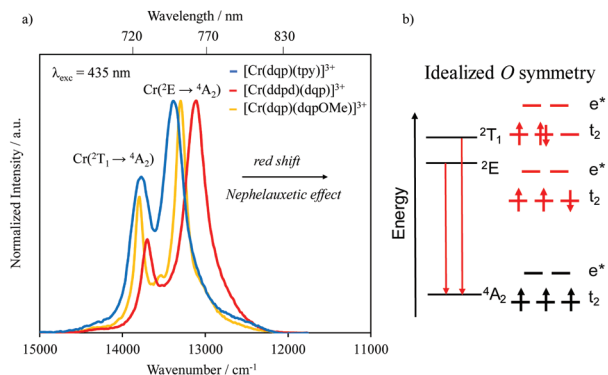 a)
Wavelength / nm
720
770
830
λexc = 435 nm
Cr(²E → ⁴A₂)
[Cr(dqp)(tpy)]³⁺
[Cr(ddpd)(dqp)]³⁺
[Cr(dqp)(dqpOMe)]³⁺
Cr(²T₁ → ⁴A₂)
red shift
Nephelauxetic effect
Normalized Intensity / a.u.
15000
14000
13000
12000
11000
Wavenumber / cm⁻¹
b)
Idealized O symmetry
Energy
²T₁
²E
⁴A₂
e*
t₂
e*
t₂
e*
t₂